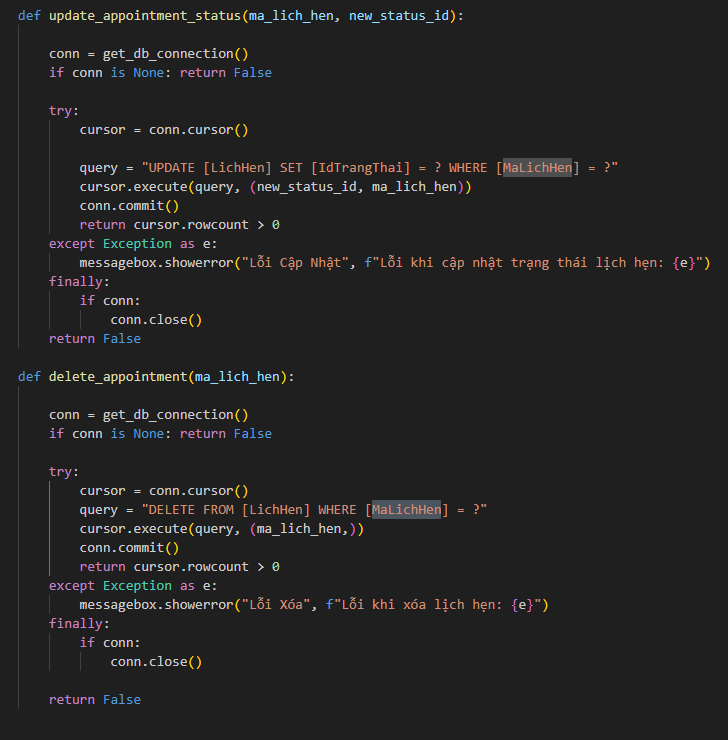 def update_appointment_status(ma_lich_hen, new_status_id):
conn = get_db_connection()
if conn is None: return False
try:
cursor = conn.cursor()
query = "UPDATE [LichHen] SET [IdTrangThai] = ? WHERE [MaLichHen] = ?"
cursor.execute(query, (new_status_id, ma_lich_hen))
conn.commit()
return cursor.rowcount > 0
except Exception as e:
messagebox.showerror("Lỗi Cập Nhật", f"Lỗi khi cập nhật trạng thái lịch hẹn: {e}")
finally:
if conn:
conn.close()
return False
def delete_appointment(ma_lich_hen):
conn = get_db_connection()
if conn is None: return False
try:
cursor = conn.cursor()
query = "DELETE FROM [LichHen] WHERE [MaLichHen] = ?"
cursor.execute(query, (ma_lich_hen,))
conn.commit()
return cursor.rowcount > 0
except Exception as e:
messagebox.showerror("Lỗi Xóa", f"Lỗi khi xóa lịch hẹn: {e}")
finally:
if conn:
conn.close()
return False